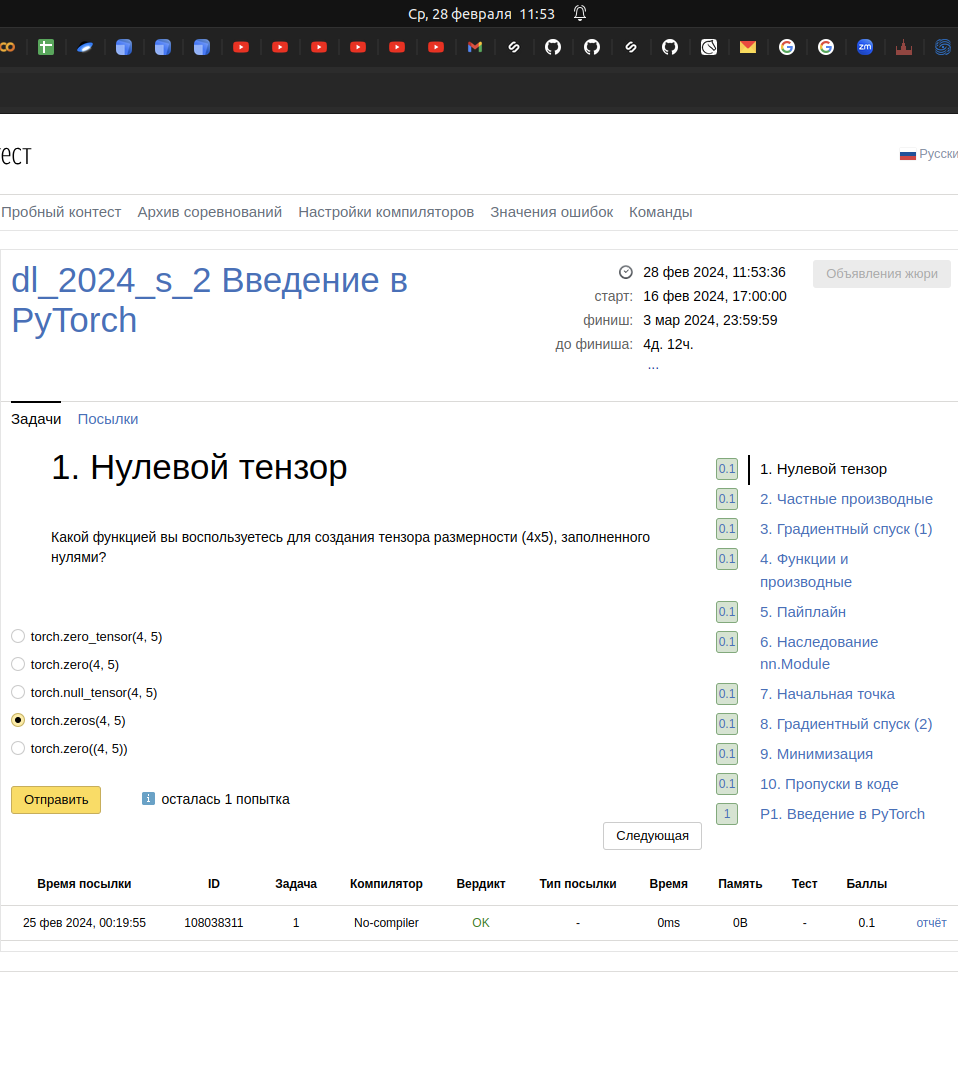 Ср, 28 февраля 11:53
zm
ест
Русски
Пробный контест Архив соревнований Настройки компиляторов Значения ошибок Команды
dl_2024_s_2 Введение в
PyTorch
28 фев 2024, 11:53:36
старт: 16 фев 2024, 17:00:00
финиш: 3 мар 2024, 23:59:59
до финиша: 4д. 12ч.
...
Объявления жюри
Задачи Посылки
1. Нулевой тензор
Какой функцией вы воспользуетесь для создания тензора размерности (4x5), заполненного
нулями?
torch.zero_tensor(4, 5)
torch.zero(4, 5)
torch.null_tensor(4, 5)
torch.zeros(4, 5)
torch.zero((4, 5))
Отправить
осталась 1 попытка
Следующая
0.1 1. Нулевой тензор
0.1 2. Частные производные
0.1 3. Градиентный спуск (1)
0.1 4. Функции и
производные
0.1 5. Пайплайн
0.1 6. Наследование
nn.Module
0.1 7. Начальная точка
0.1 8. Градиентный спуск (2)
0.1 9. Минимизация
0.1 10. Пропуски в коде
1 P1. Введение в PyTorch
Время посылки ID Задача Компилятор Вердикт Тип посылки Время Память Тест Баллы
25 фев 2024, 00:19:55 108038311 1 No-compiler OK - 0ms 0B - 0.1 отчёт